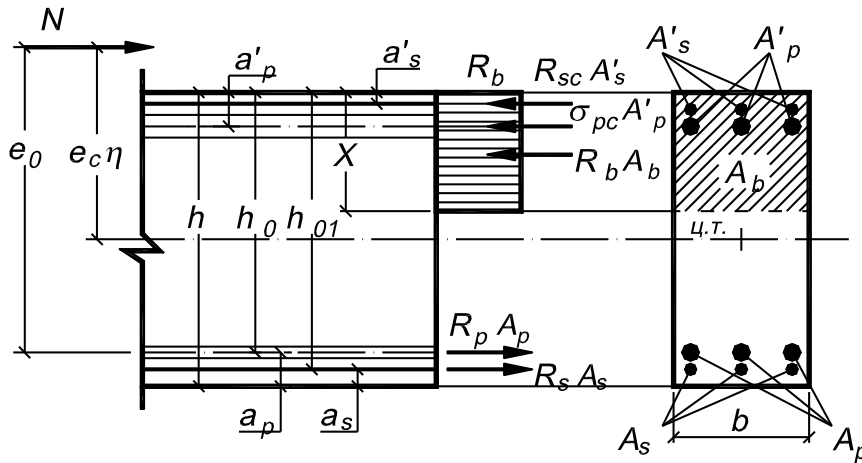 N
a'p
a's
Rb
Rsc A's
A's
A'p
σpc A'p
e0
ecη
X
Rb Ab
Ab
h
h0
h01
ц.т.
Rp Ap
Rs As
ap
as
As
b
Ap